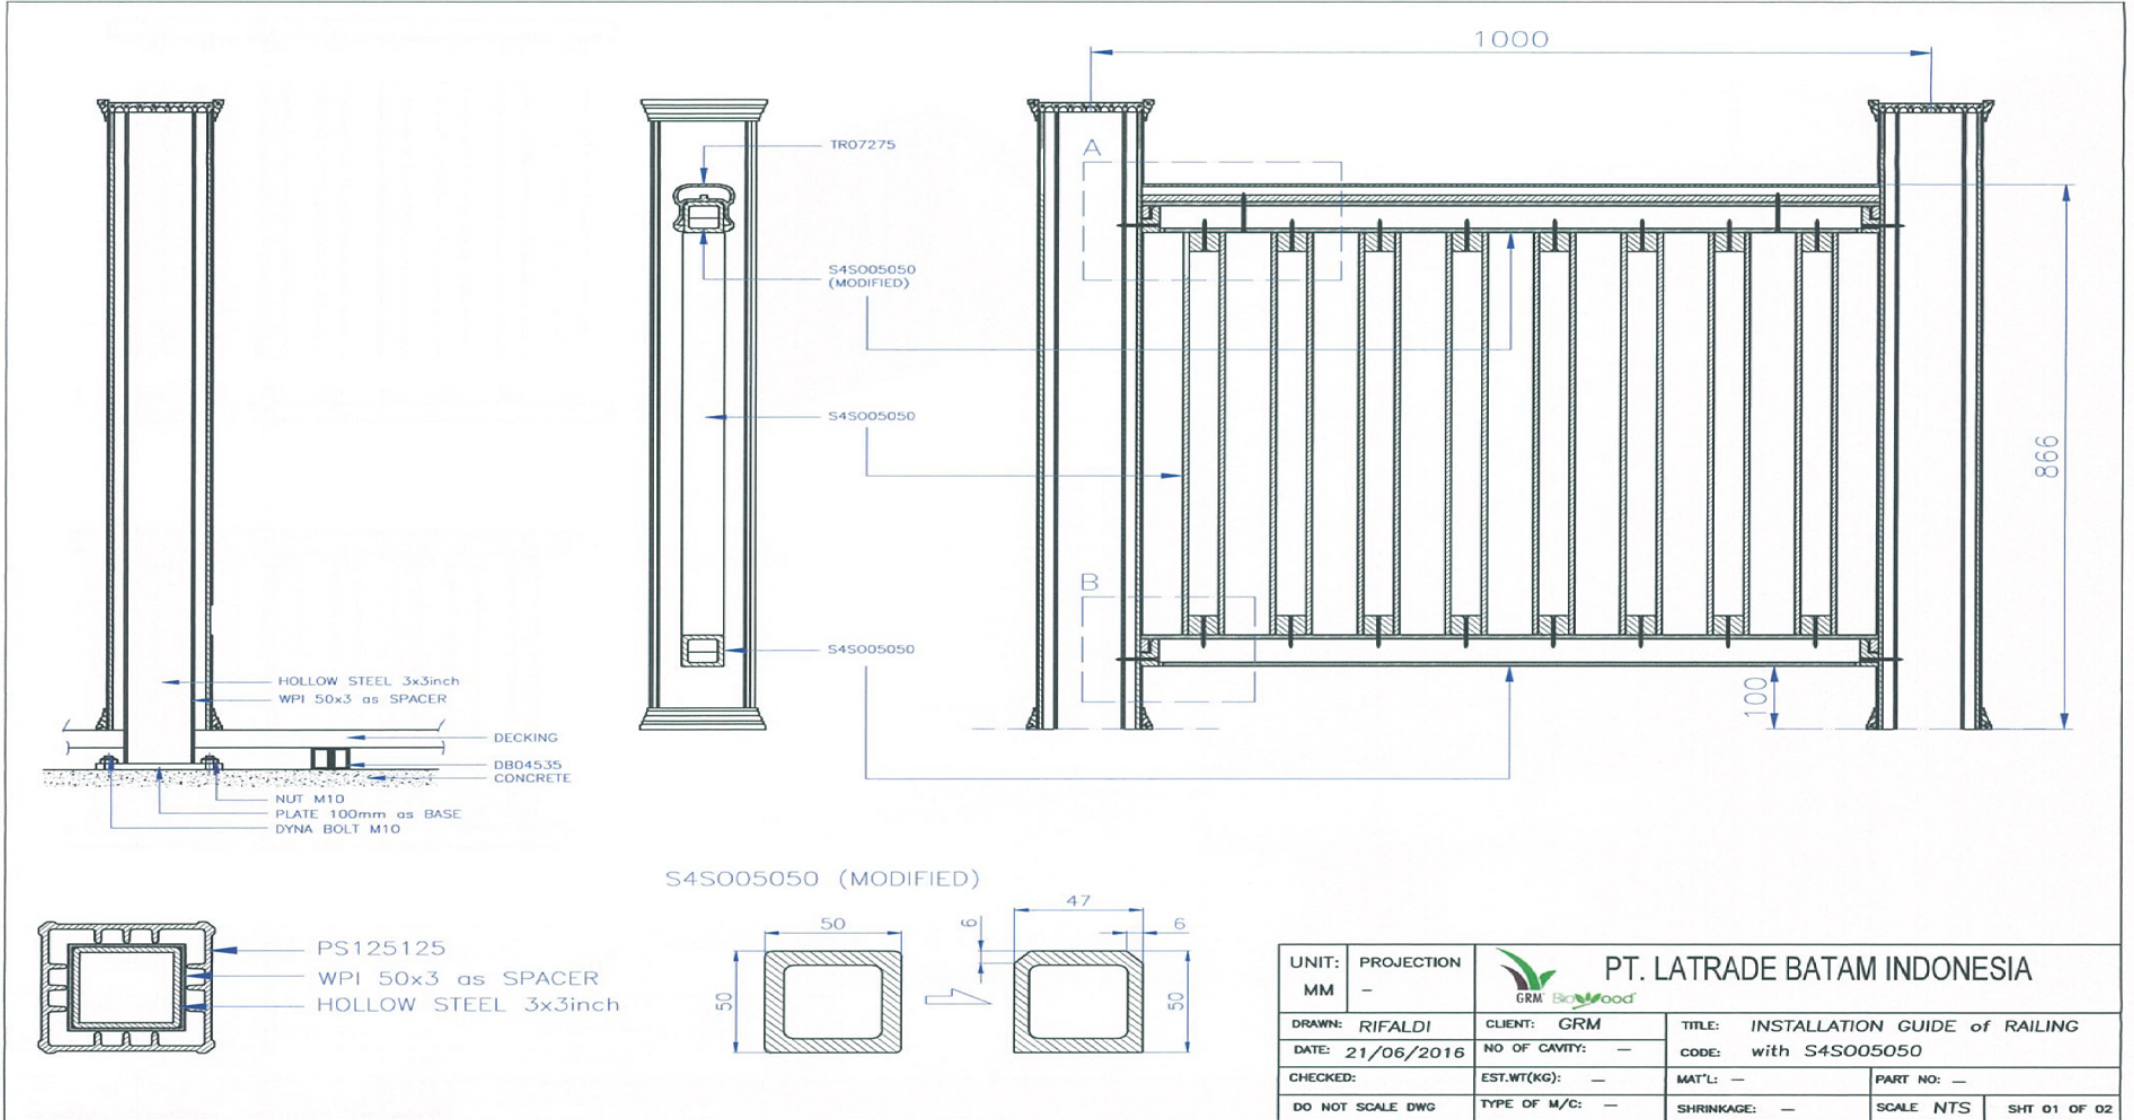 1000
A
TR07275
S4S005050
(MODIFIED)
S4S005050
866
B
S4S005050
100
HOLLOW STEEL 3x3inch
WPI 50x3 as SPACER
DECKING
DB04535
CONCRETE
NUT M10
PLATE 100mm as BASE
DYNA BOLT M10
S4S005050 (MODIFIED)
50
50
47
6
6
50
PS125125
WPI 50x3 as SPACER
HOLLOW STEEL 3x3inch
UNIT: MM
PROJECTION -
GRM BioWood
PT. LATRADE BATAM INDONESIA
DRAWN: RIFALDI
CLIENT: GRM
TITLE: INSTALLATION GUIDE of RAILING
DATE: 21/06/2016
NO OF CAVITY: —
CODE: with S4S005050
CHECKED:
EST.WT(KG): —
MAT'L: —
PART NO: —
DO NOT SCALE DWG
TYPE OF M/C: —
SHRINKAGE: —
SCALE NTS
SHT 01 OF 02